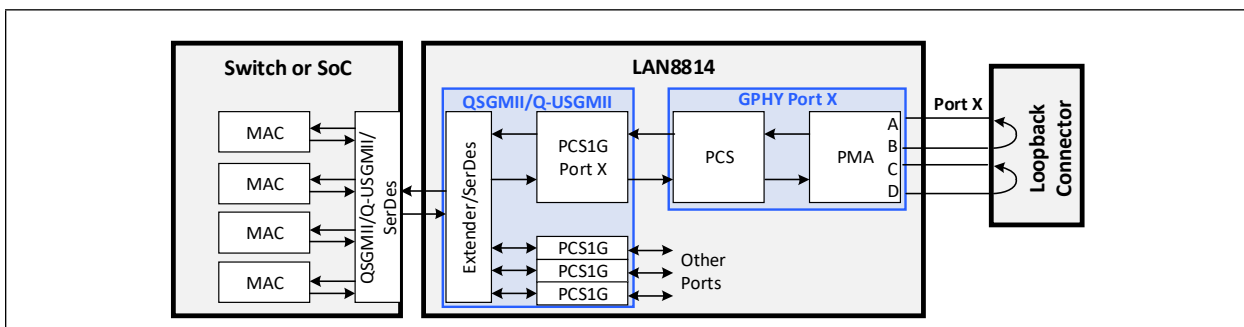 Switch or SoC
MAC
MAC
MAC
MAC
QSGMII/Q-USGMII/
SerDes
LAN8814
QSGMII/Q-USGMII
Extender/SerDes
PCS1G
Port X
PCS1G
PCS1G
PCS1G
Other
Ports
GPHY Port X
PCS
PMA
A
B
C
D
Port X
Loopback
Connector